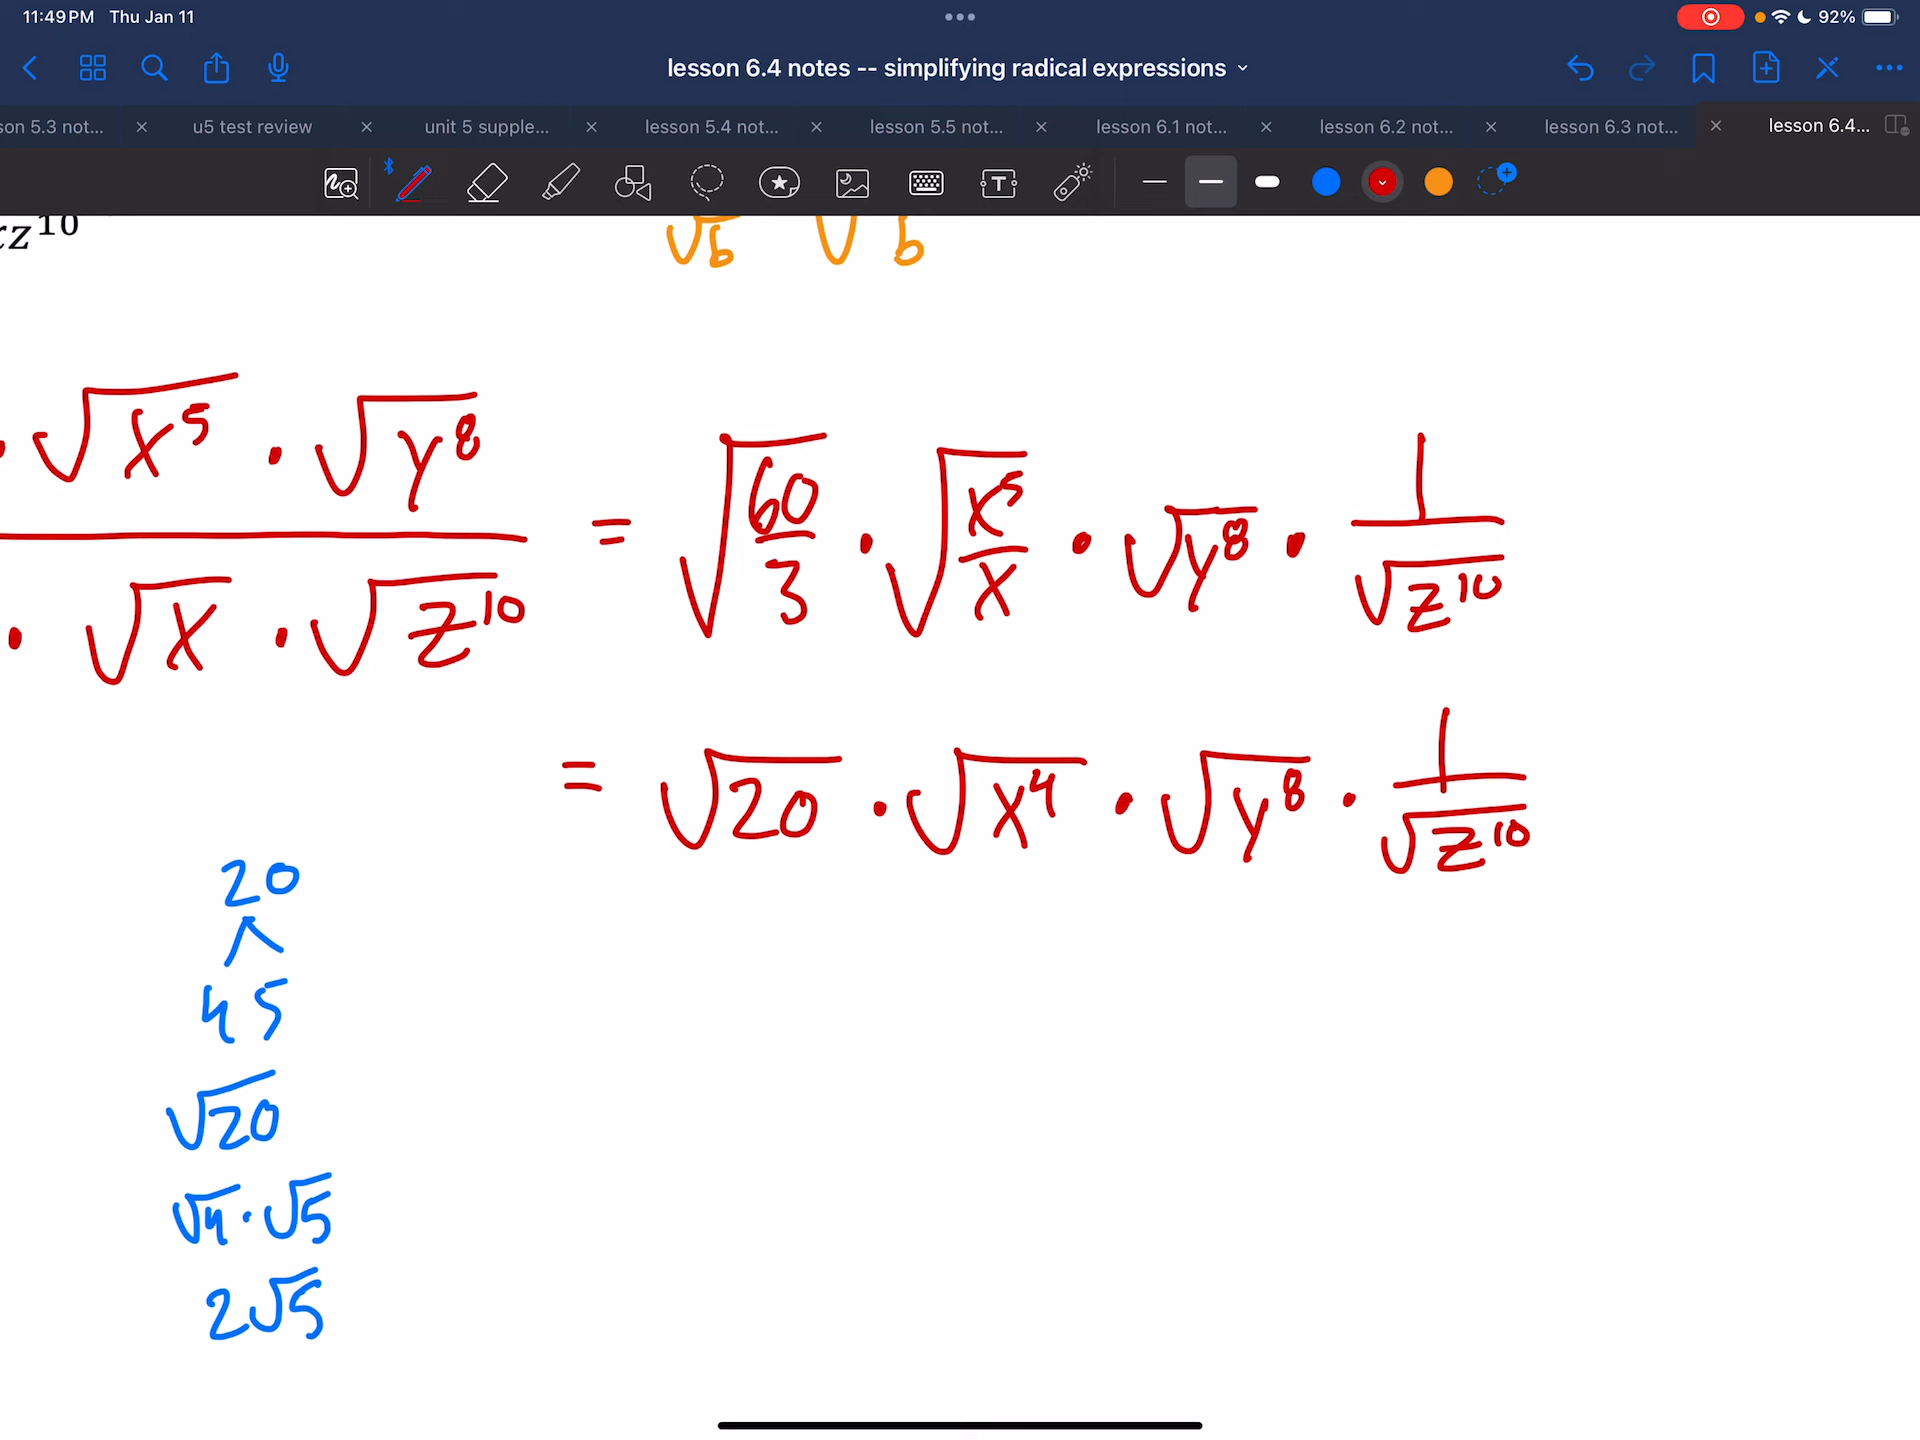 11:49 PM Thu Jan 11 92%
lesson 6.4 notes -- simplifying radical expressions
son 5.3 not... u5 test review unit 5 supple... lesson 5.4 not... lesson 5.5 not... lesson 6.1 not... lesson 6.2 not... lesson 6.3 not... lesson 6.4...
z¹⁰
√b √ b
· √x⁵ · √y⁸
· √x · √z¹⁰
= √(60/3) · √(x⁵/x) · √y⁸ · 1/√z¹⁰
= √20 · √x⁴ · √y⁸ · 1/√z¹⁰
20
4 5
√20
√4 · √5
2√5